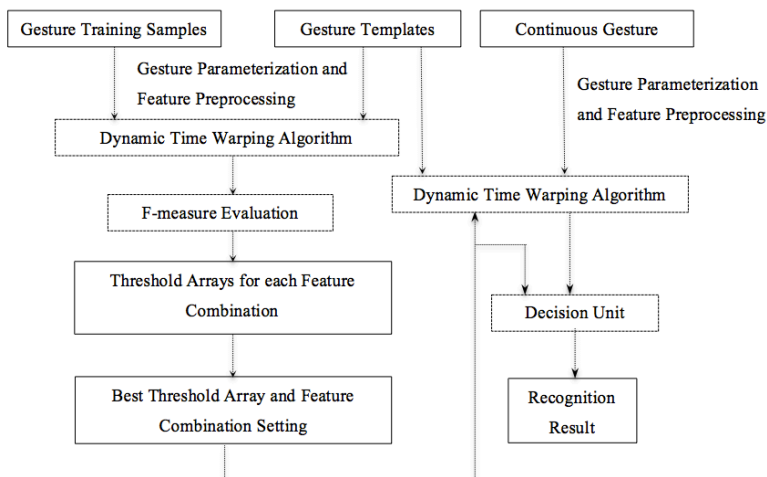 Gesture Training Samples
Gesture Templates
Continuous Gesture
Gesture Parameterization and
Feature Preprocessing
Gesture Parameterization
and Feature Preprocessing
Dynamic Time Warping Algorithm
Dynamic Time Warping Algorithm
F-measure Evaluation
Threshold Arrays for each Feature
Combination
Decision Unit
Best Threshold Array and Feature
Combination Setting
Recognition
Result